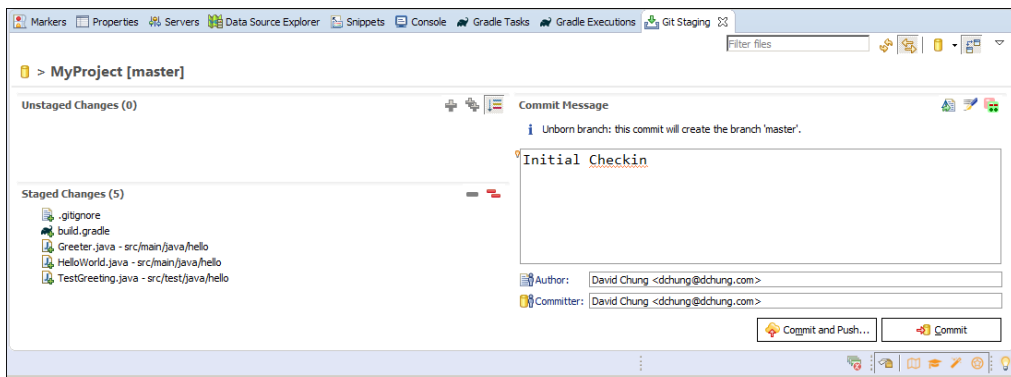 Markers Properties Servers Data Source Explorer Snippets Console Gradle Tasks Gradle Executions Git Staging
Filter files
> MyProject [master]
Unstaged Changes (0)
Staged Changes (5)
.gitignore
build.gradle
Greeter.java - src/main/java/hello
HelloWorld.java - src/main/java/hello
TestGreeting.java - src/test/java/hello
Commit Message
Unborn branch: this commit will create the branch 'master'.
Initial Checkin
Author: David Chung <dchung@dchung.com>
Committer: David Chung <dchung@dchung.com>
Commit and Push... Commit